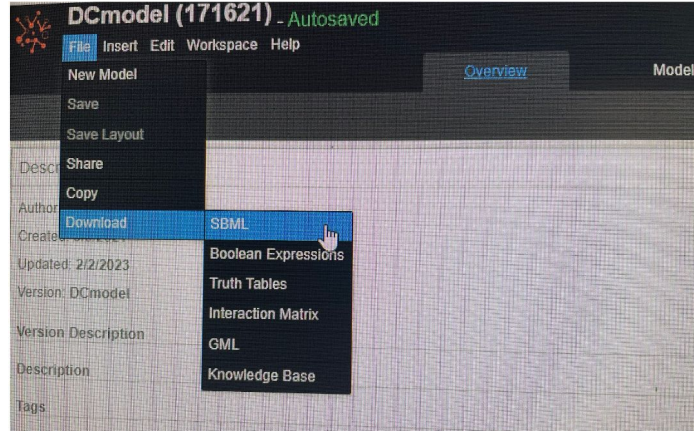 DCmodel (171621) - Autosaved
File Insert Edit Workspace Help
Overview Model
New Model
Save
Save Layout
Share
Copy
Download
SBML
Boolean Expressions
Truth Tables
Interaction Matrix
GML
Knowledge Base
Updated: 2/2/2023
Version: DCmodel
Version Description
Description
Tags